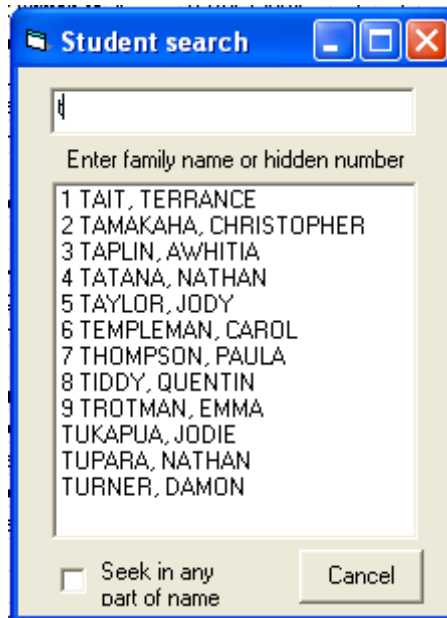 Student search
t
Enter family name or hidden number
1 TAIT, TERRANCE
2 TAMAKAHA, CHRISTOPHER
3 TAPLIN, AWHITIA
4 TATANA, NATHAN
5 TAYLOR, JODY
6 TEMPLEMAN, CAROL
7 THOMPSON, PAULA
8 TIDDY, QUENTIN
9 TROTMAN, EMMA
TUKAPUA, JODIE
TUPARA, NATHAN
TURNER, DAMON
Seek in any
part of name
Cancel